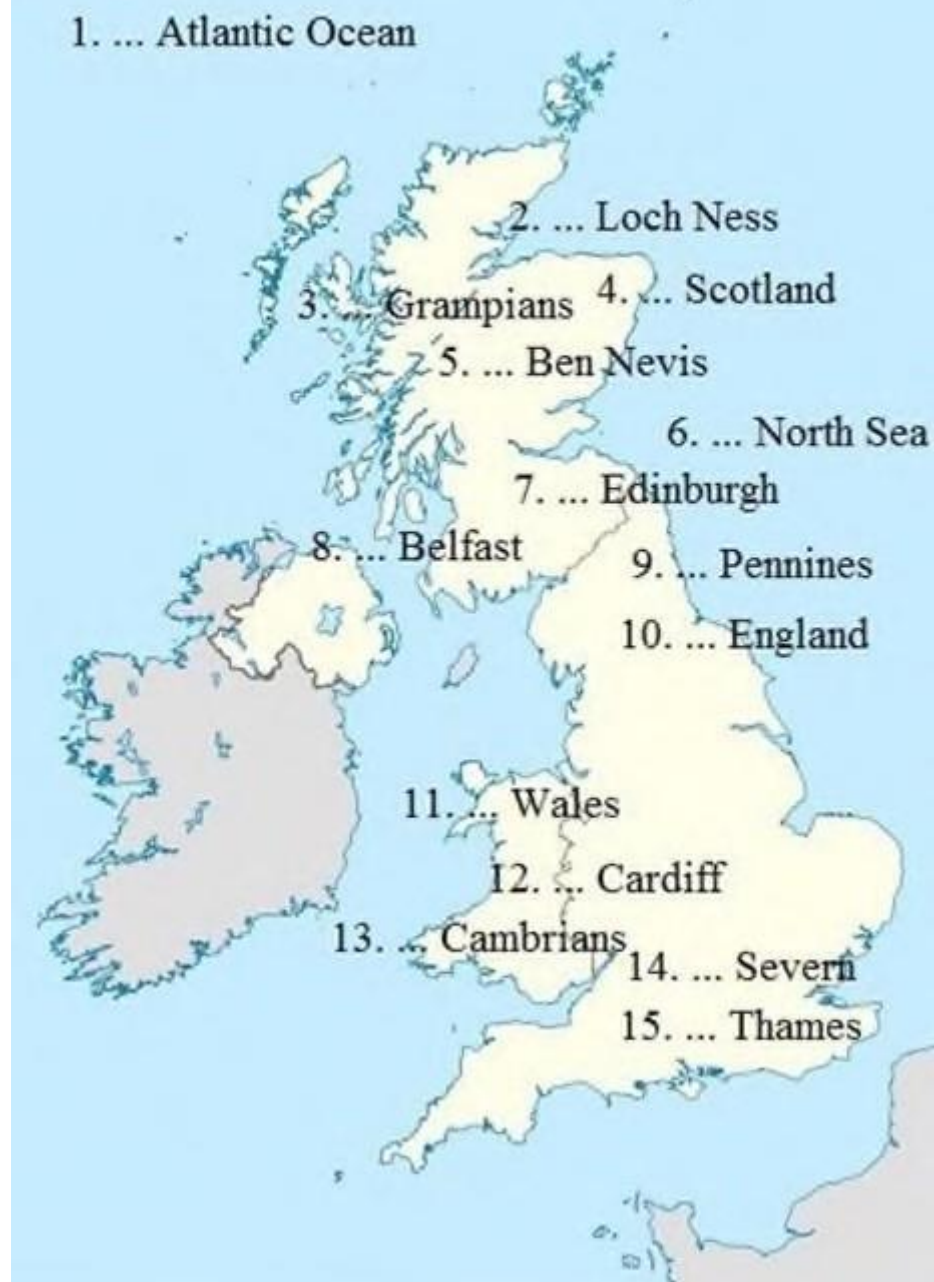 1. ... Atlantic Ocean
2. ... Loch Ness
3. ... Grampians
4. ... Scotland
5. ... Ben Nevis
6. ... North Sea
7. ... Edinburgh
8. ... Belfast
9. ... Pennines
10. ... England
11. ... Wales
12. ... Cardiff
13. ... Cambrians
14. ... Severn
15. ... Thames